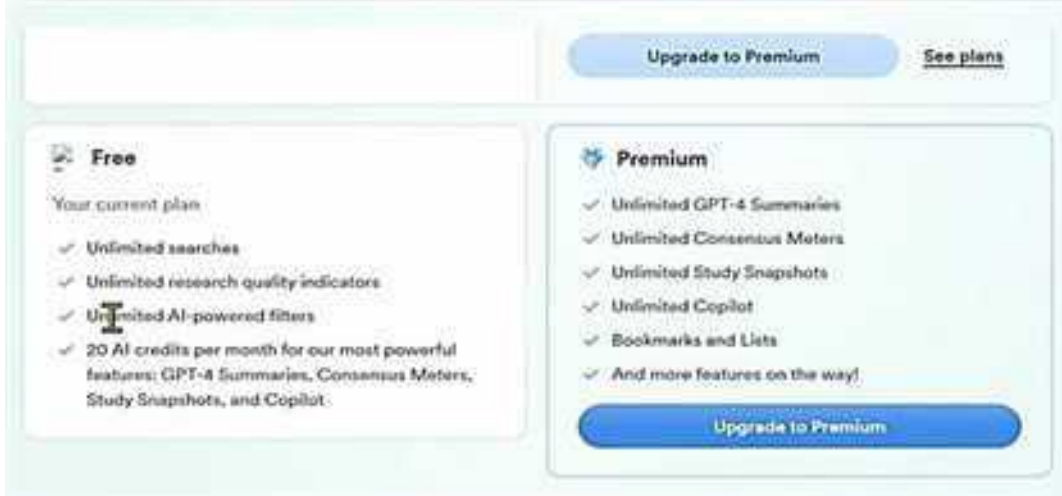 Upgrade to Premium
See plans
Free
Your current plan
Unlimited searches
Unlimited research quality indicators
Unlimited AI-powered filters
20 AI credits per month for our most powerful
features: GPT-4 Summaries, Consensus Meters,
Study Snapshots, and Copilot
Premium
Unlimited GPT-4 Summaries
Unlimited Consensus Meters
Unlimited Study Snapshots
Unlimited Copilot
Bookmarks and Lists
And more features on the way!
Upgrade to Premium